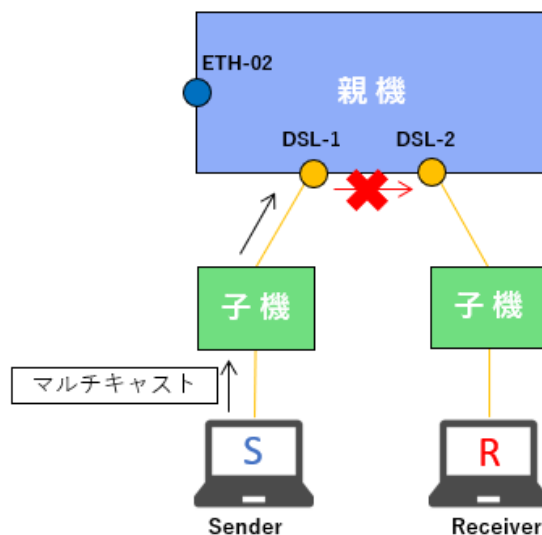 ETH-02
親機
DSL-1
DSL-2
子機
子機
マルチキャスト
S
R
Sender
Receiver